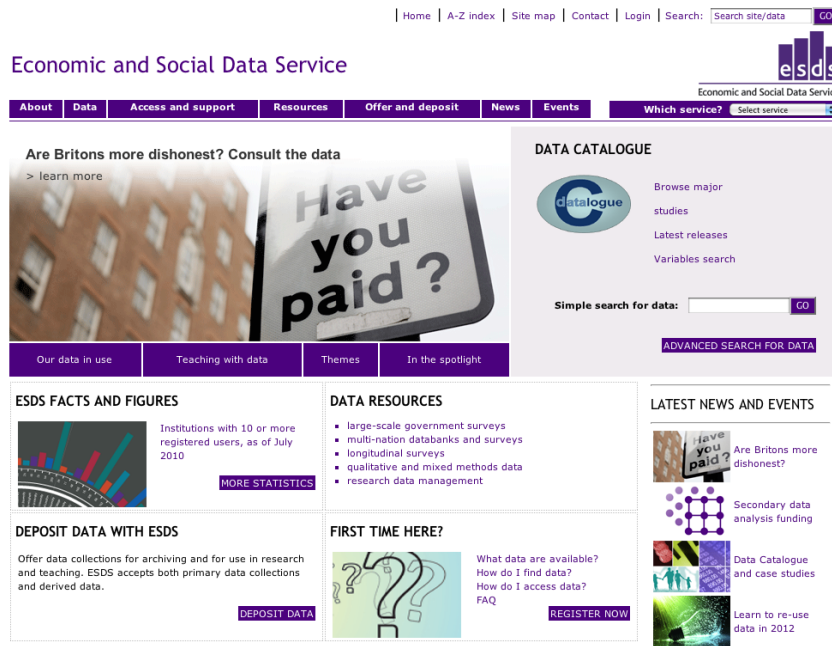 Home A-Z index Site map Contact Login Search: Search site/data GO
Economic and Social Data Service
esds
Economic and Social Data Servic
About Data Access and support Resources Offer and deposit News Events Which service? Select service
Are Britons more dishonest? Consult the data
> learn more
Have
you
paid?
DATA CATALOGUE
datalogue
C
Browse major
studies
Latest releases
Variables search
Simple search for data: GO
ADVANCED SEARCH FOR DATA
Our data in use Teaching with data Themes In the spotlight
ESDS FACTS AND FIGURES
Institutions with 10 or more
registered users, as of July
2010
MORE STATISTICS
DATA RESOURCES
large-scale government surveys
multi-nation databanks and surveys
longitudinal surveys
qualitative and mixed methods data
research data management
DEPOSIT DATA WITH ESDS
Offer data collections for archiving and for use in research
and teaching. ESDS accepts both primary data collections
and derived data.
DEPOSIT DATA
FIRST TIME HERE?
What data are available?
How do I find data?
How do I access data?
FAQ
REGISTER NOW
LATEST NEWS AND EVENTS
Have
you
paid?
Are Britons more
dishonest?
Secondary data
analysis funding
Data Catalogue
and case studies
Learn to re-use
data in 2012